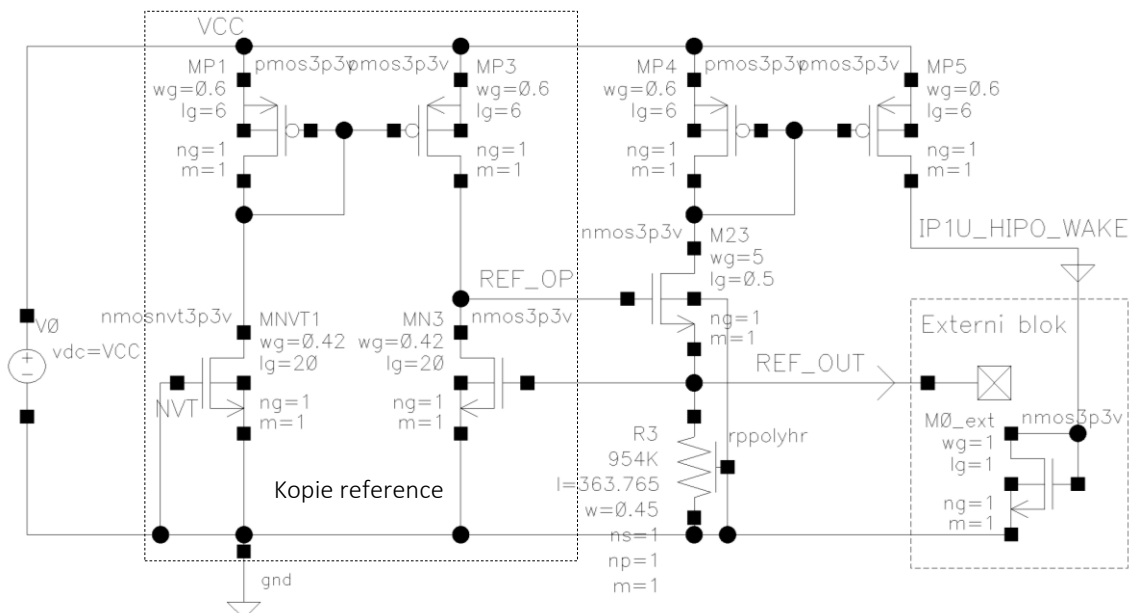 VCC
MP1
pmos3p3v
wg=0.6
lg=6
ng=1
m=1
pmos3p3v
MP3
wg=0.6
lg=6
ng=1
m=1
MP4
pmos3p3v
wg=0.6
lg=6
ng=1
m=1
pmos3p3v
MP5
wg=0.6
lg=6
ng=1
m=1
IP1U_HIPO_WAKE
nmos3p3v
M23
wg=5
lg=0.5
ng=1
m=1
REF_OP
V0
vdc=VCC
nmosnvt3p3v
MNVT1
wg=0.42
lg=20
ng=1
m=1
NVT
MN3
nmos3p3v
wg=0.42
lg=20
ng=1
m=1
REF_OUT
Externi blok
M0_ext
nmos3p3v
wg=1
lg=1
ng=1
m=1
R3
rppolyhr
954K
l=363.765
w=0.45
ns=1
np=1
m=1
Kopie reference
gnd